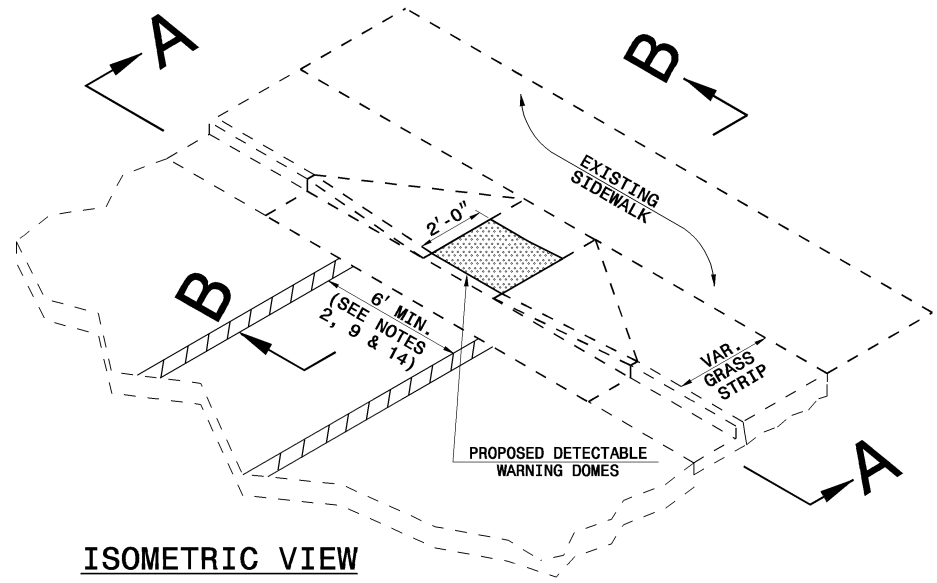 A
B
EXISTING
SIDEWALK
2'-0"
B
6' MIN.
(SEE NOTES
2, 9 & 14)
VAR.
GRASS
STRIP
PROPOSED DETECTABLE
WARNING DOMES
A
ISOMETRIC VIEW